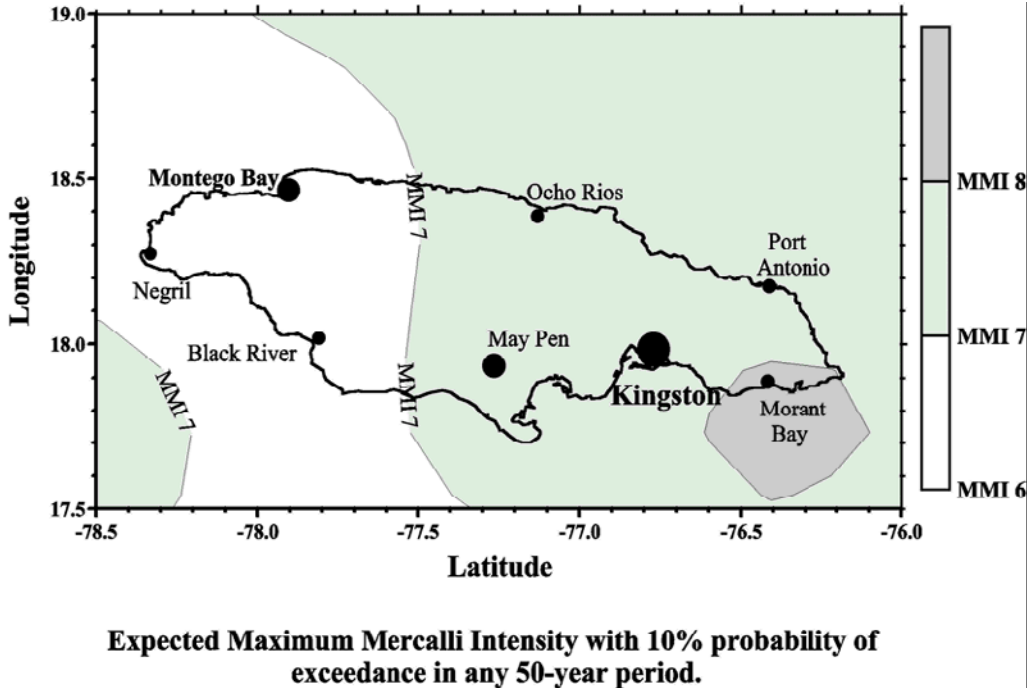 19.0
18.5
18.0
17.5
Longitude
Montego Bay
MMI 7
Ocho Rios
Port
Antonio
Negril
Black River
May Pen
MMI 7
MMI 7
Kingston
Morant
Bay
MMI 8
MMI 7
MMI 6
-78.5 -78.0 -77.5 -77.0 -76.5 -76.0
Latitude
Expected Maximum Mercalli Intensity with 10% probability of
exceedance in any 50-year period.